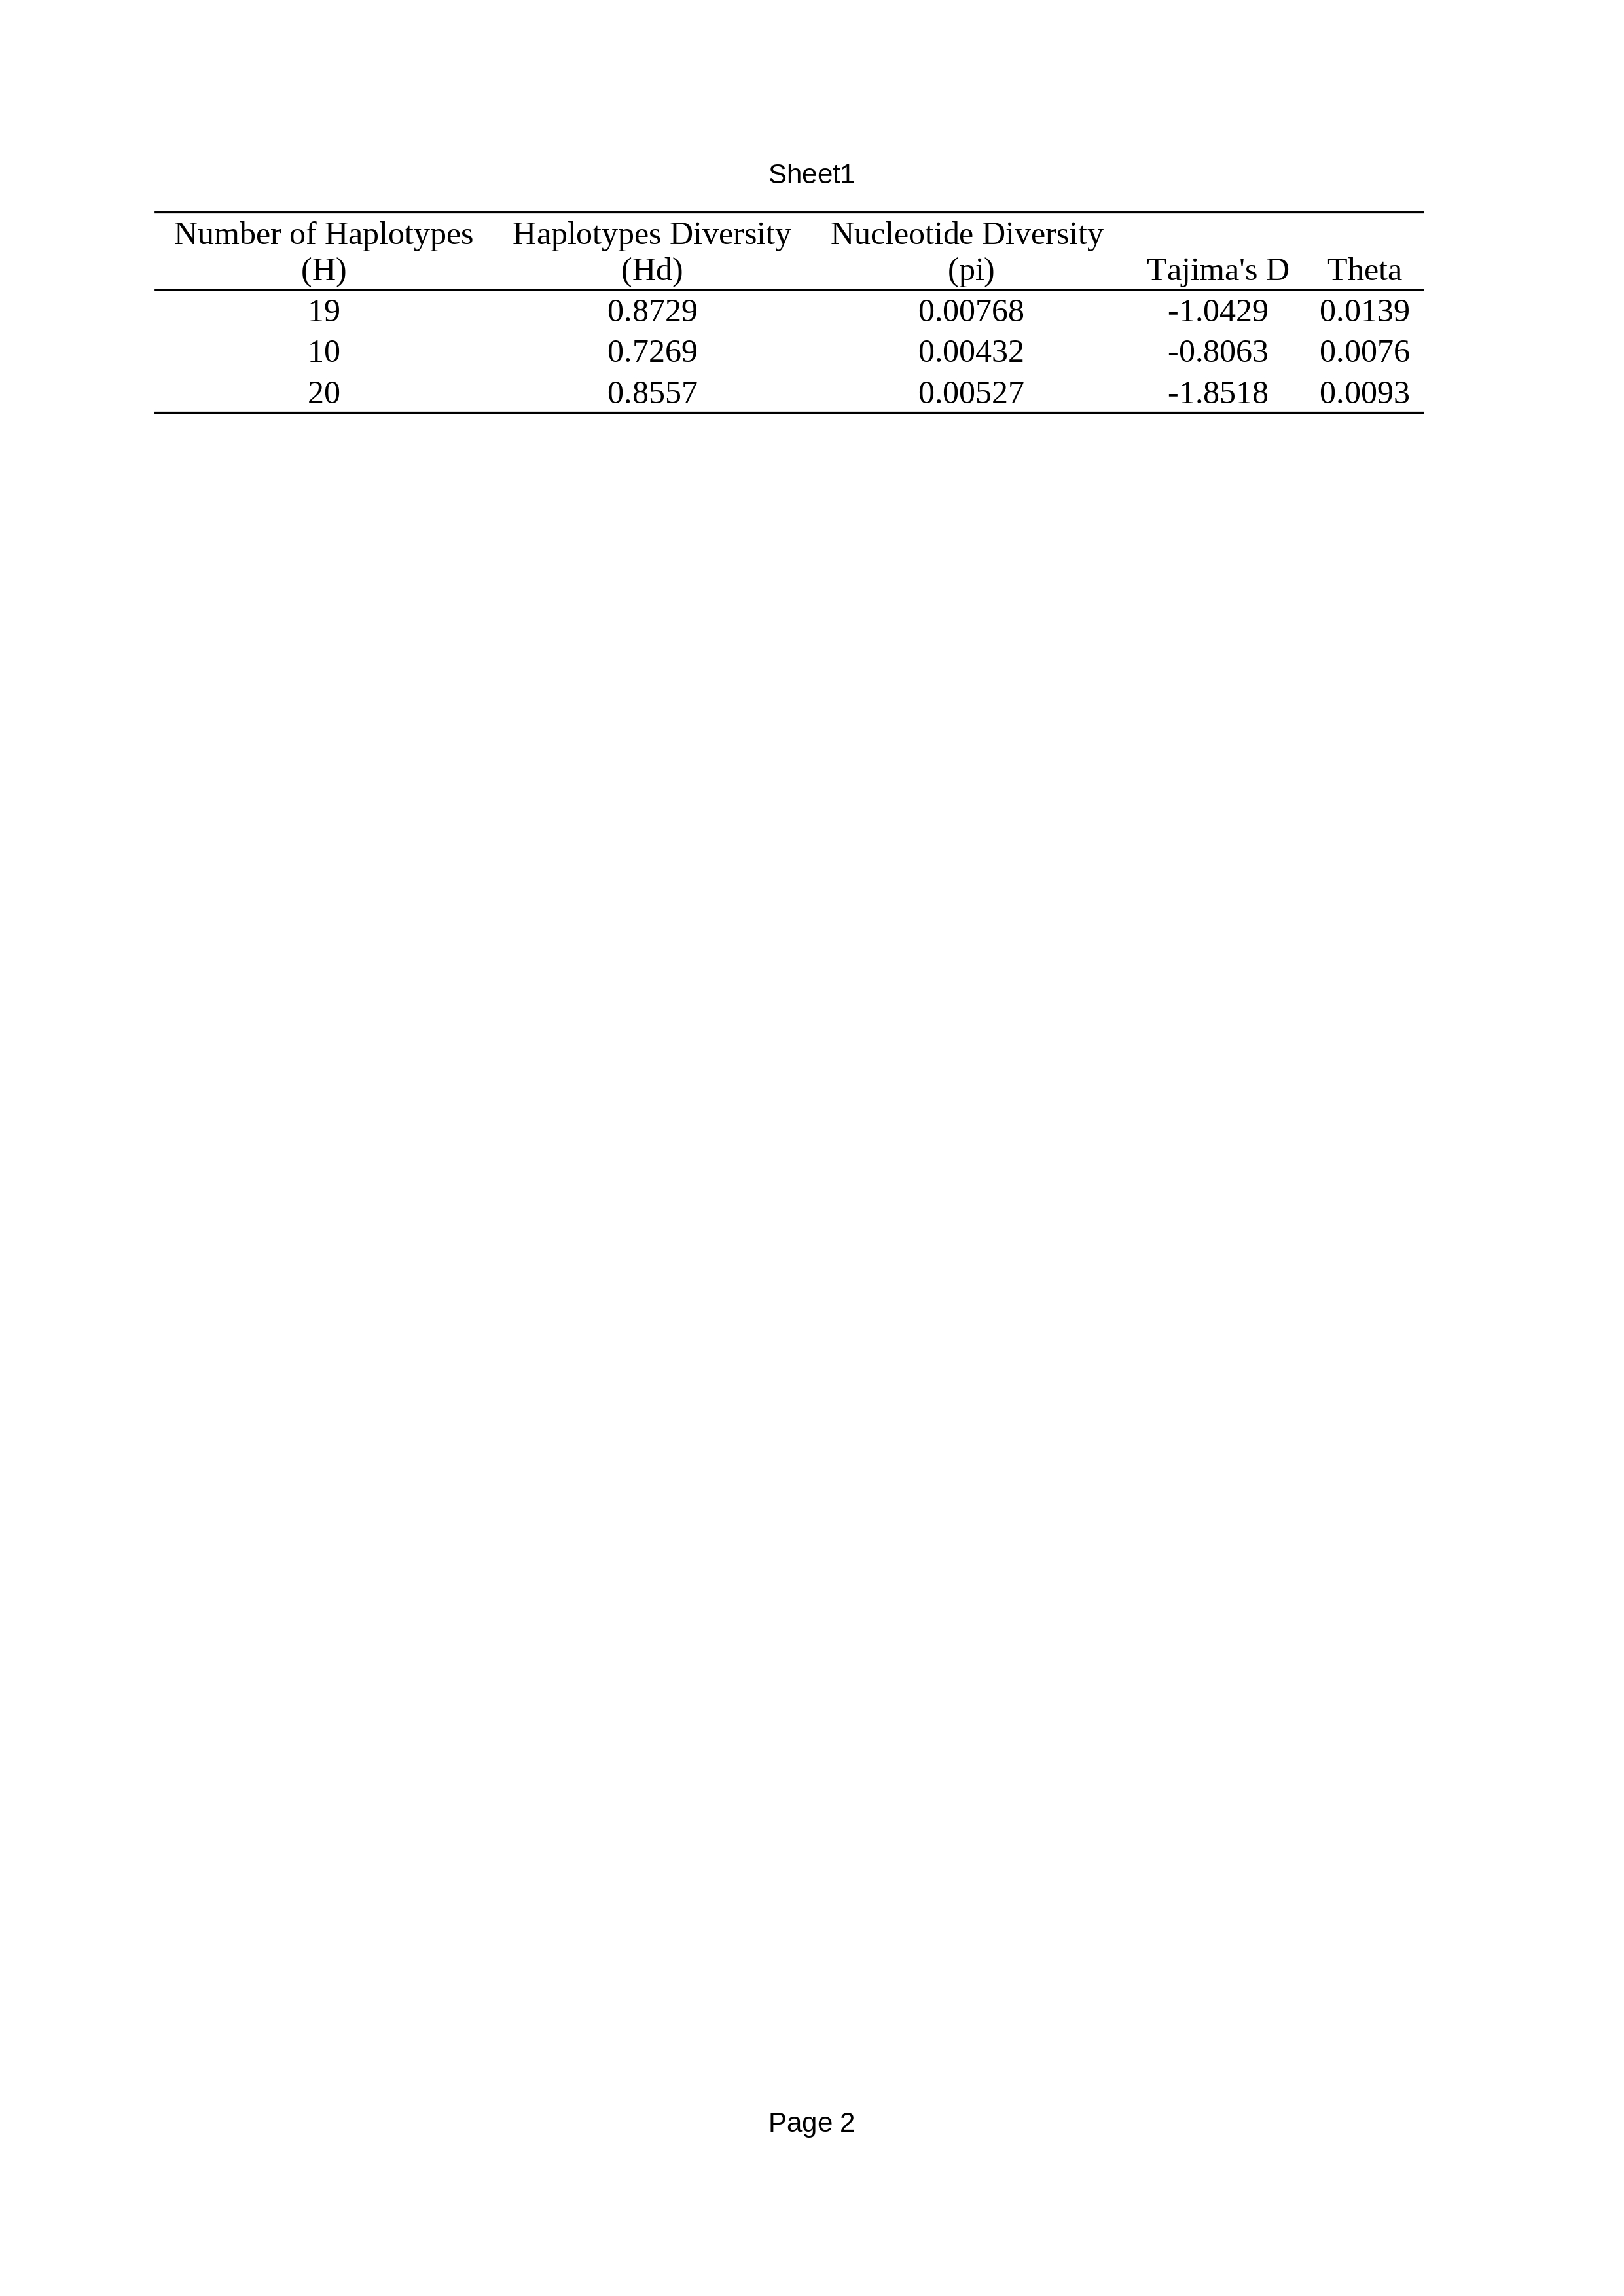 Sheet1
Number of Haplotypes Haplotypes Diversity Nucleotide Diversity
(H) (Hd) (pi) Tajima's D Theta
19 0.8729 0.00768 -1.0429 0.0139
10 0.7269 0.00432 -0.8063 0.0076
20 0.8557 0.00527 -1.8518 0.0093
Page 2